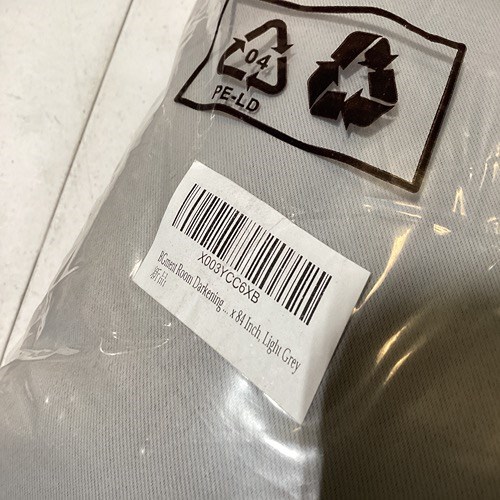 04
PE-LD
X003YCC6XB
BGment Room Darkening ... x 84 Inch, Light Grey